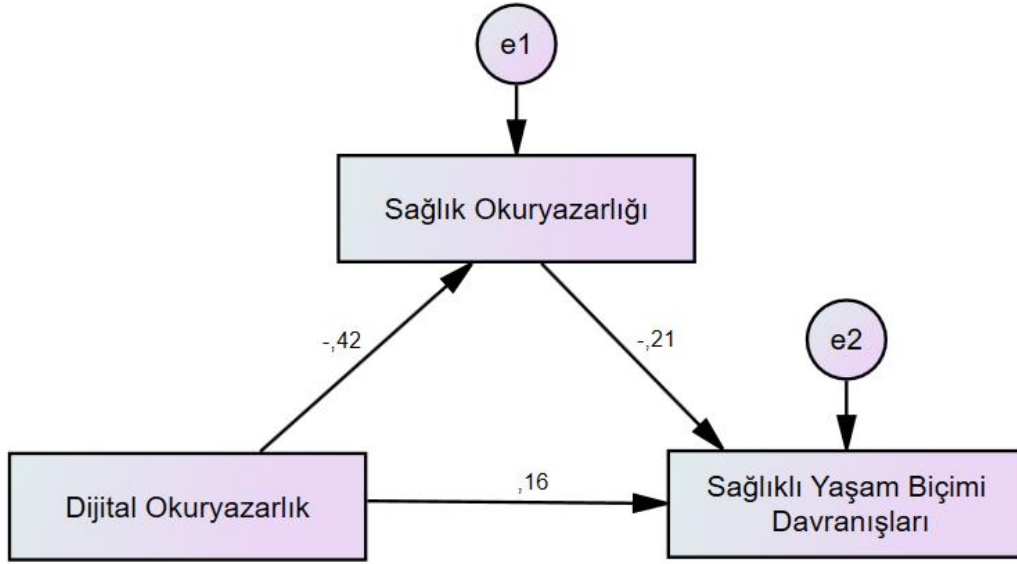 e1
Sağlık Okuryazarlığı
-,42
-,21
e2
Dijital Okuryazarlık
,16
Sağlıklı Yaşam Biçimi
Davranışları